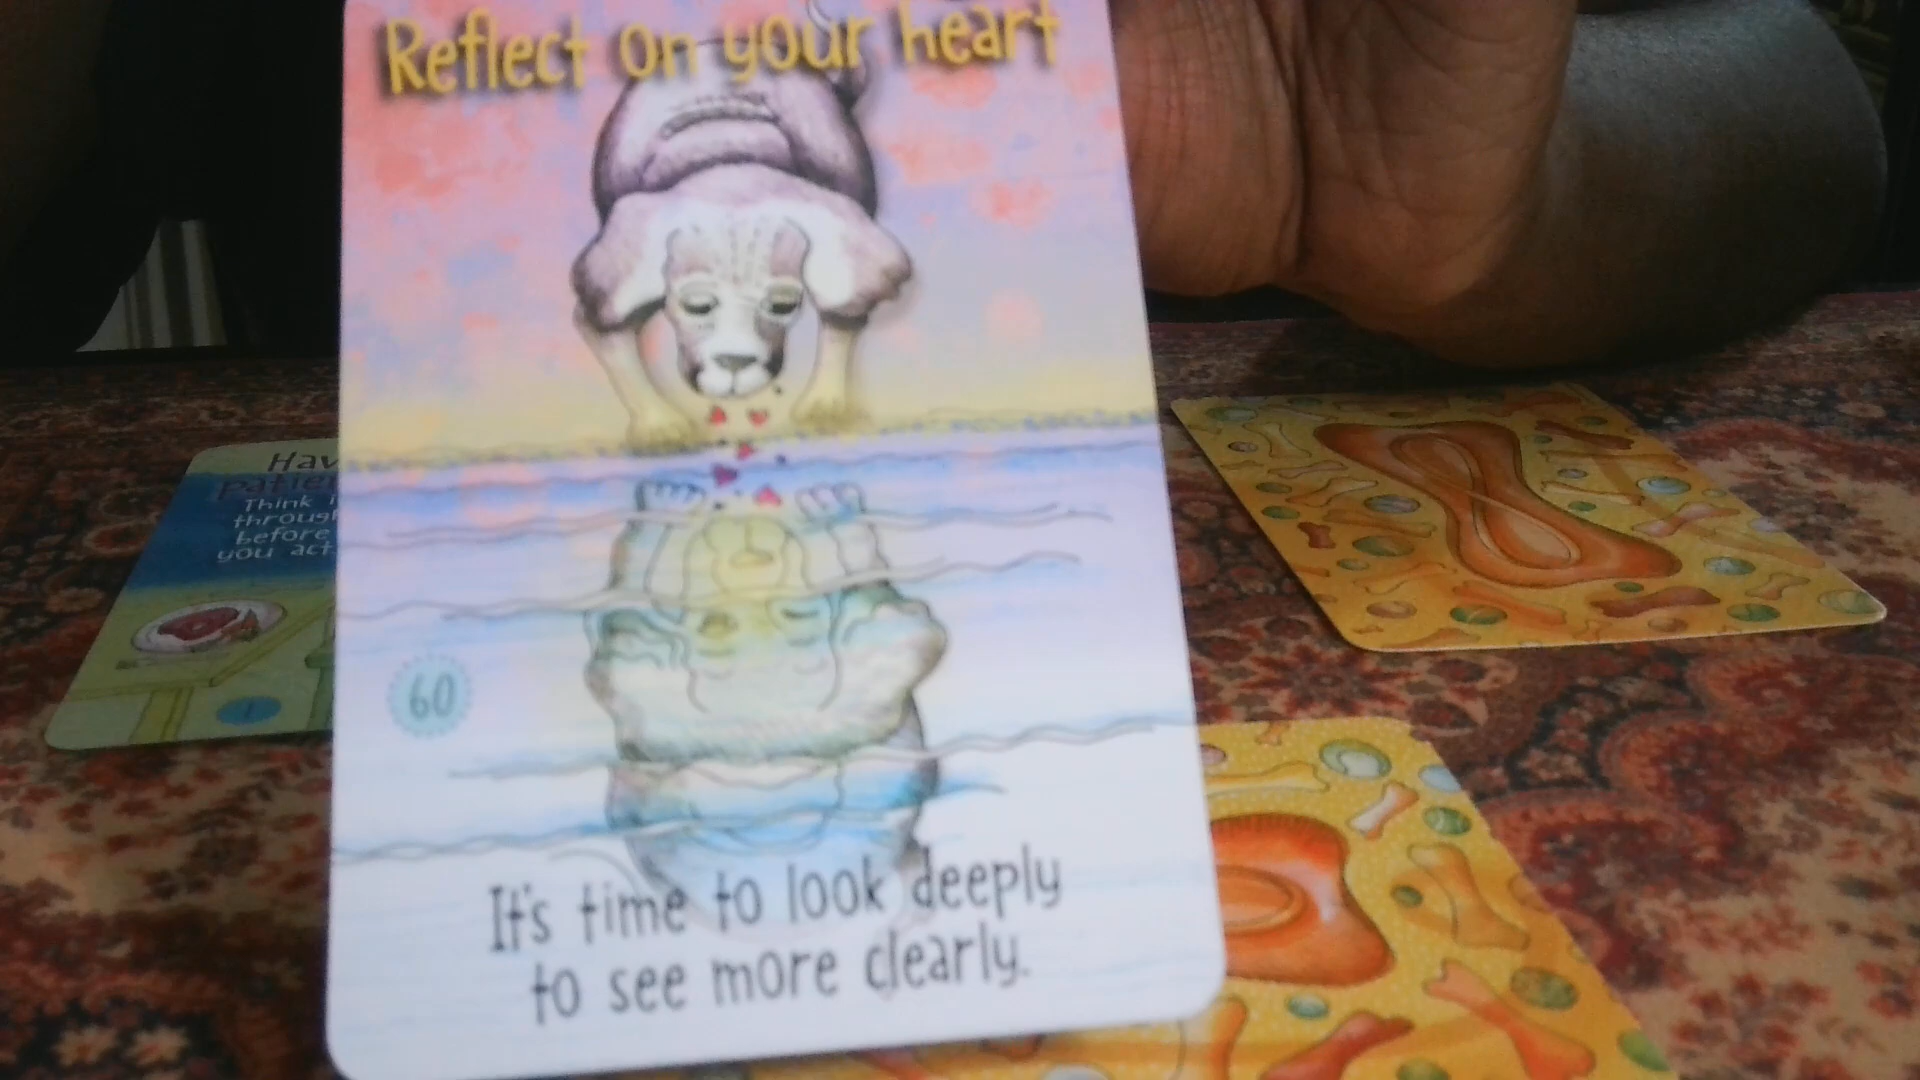 Reflect on your heart
Think
through
before
you act.
60
It's time to look deeply
to see more clearly.